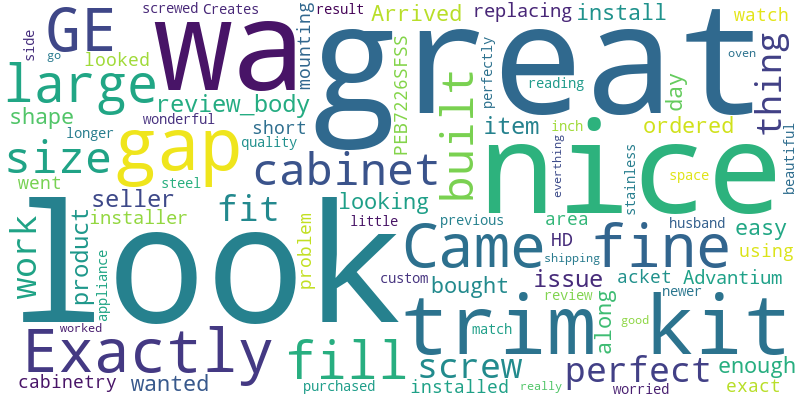 screwed Creates
result
Arrived replacing install
watch
GE
wa
great
side
looked
go
mounting
perfectly
oven
thing
large
review_body
PEB7226SFSS
built
reading
day
shape
wonderful
longer
short
item
inch
ordered
gap
quality
everthing
stainless
beautiful
size
cabinet
nice
space
went
steel
seller
fit
looking
installer
little
previous
area
husband
easy
look
work
product
appliance
problem
Came
HD
fine
using
shipping
custom
bought
issue
acket Advantium
review
newer
trim
match
good
along
kit
worked
Exactly
fill
screw
perfect
enough
cabinetry wanted
purchased
installed
really
worried
exact